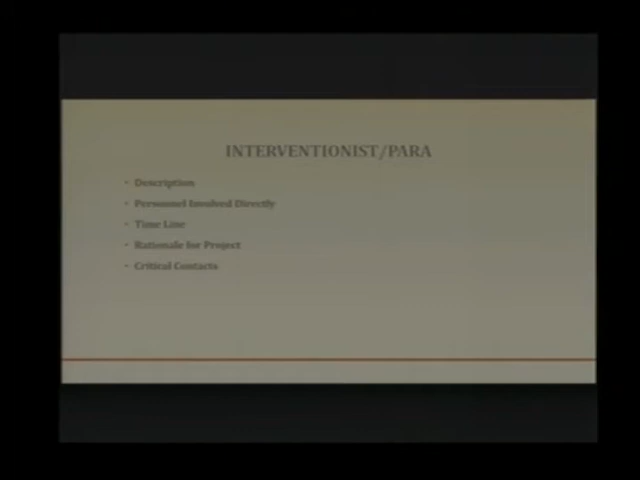 INTERVENTIONIST/PARA
• Description
• Personnel Involved Directly
• Time Line
• Rationale for Project
• Critical Contacts